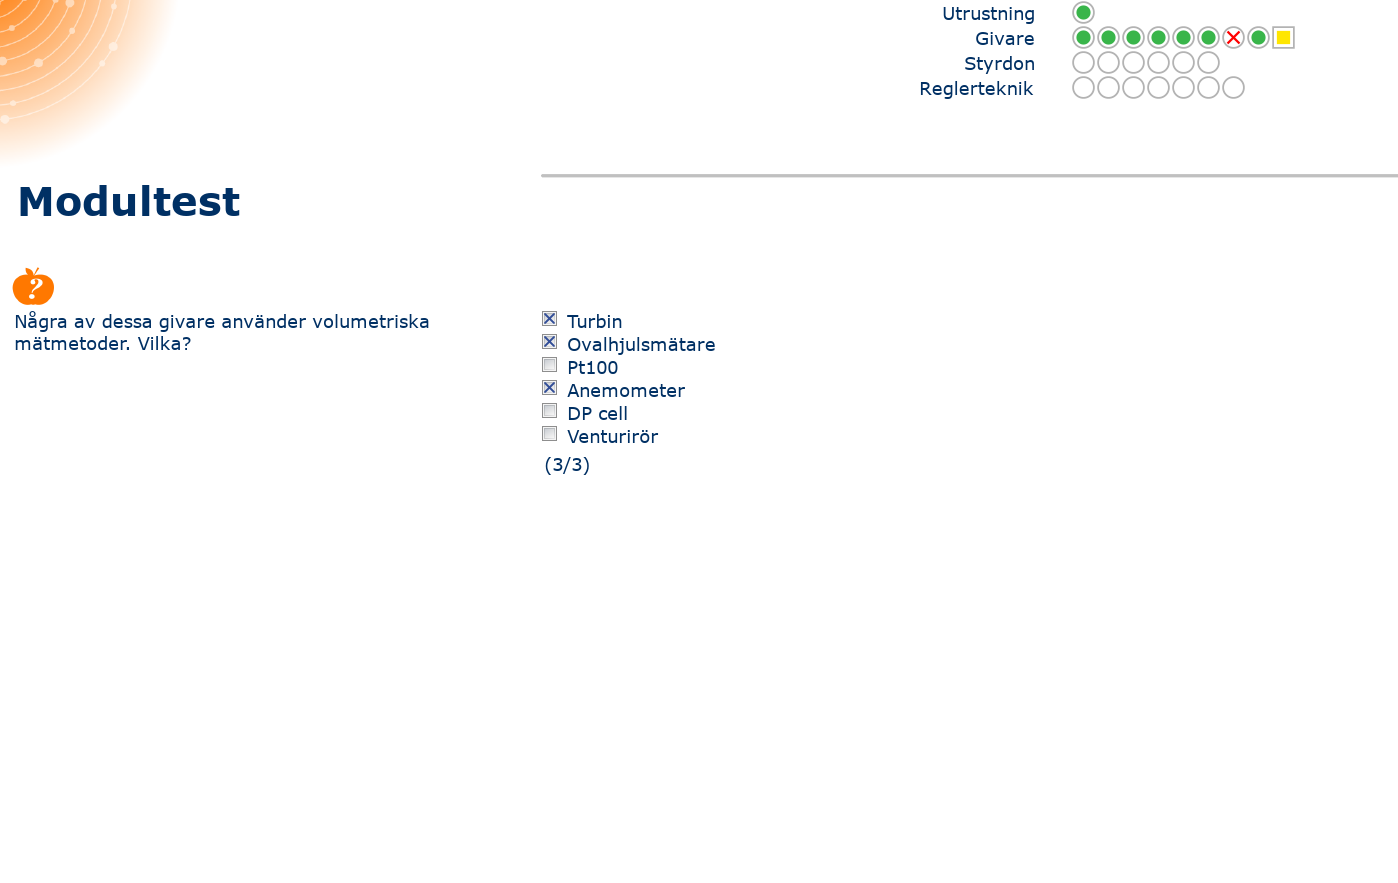 Utrustning
Givare
Styrdon
Reglerteknik
Modultest
?
Några av dessa givare använder volumetriska
mätmetoder. Vilka?
Turbin
Ovalhjulsmätare
Pt100
Anemometer
DP cell
Venturirör
(3/3)